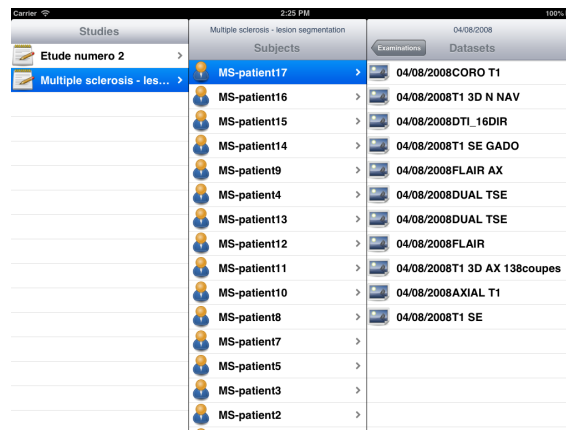 Carrier 2:25 PM 100%
Studies
Etude numero 2
Multiple sclerosis - les...
Multiple sclerosis - lesion segmentation
Subjects
MS-patient17
MS-patient16
MS-patient15
MS-patient14
MS-patient9
MS-patient4
MS-patient13
MS-patient12
MS-patient11
MS-patient10
MS-patient8
MS-patient7
MS-patient5
MS-patient3
MS-patient2
04/08/2008
Examinations Datasets
04/08/2008CORO T1
04/08/2008T1 3D N NAV
04/08/2008DTI_16DIR
04/08/2008T1 SE GADO
04/08/2008FLAIR AX
04/08/2008DUAL TSE
04/08/2008DUAL TSE
04/08/2008FLAIR
04/08/2008T1 3D AX 138coupes
04/08/2008AXIAL T1
04/08/2008T1 SE